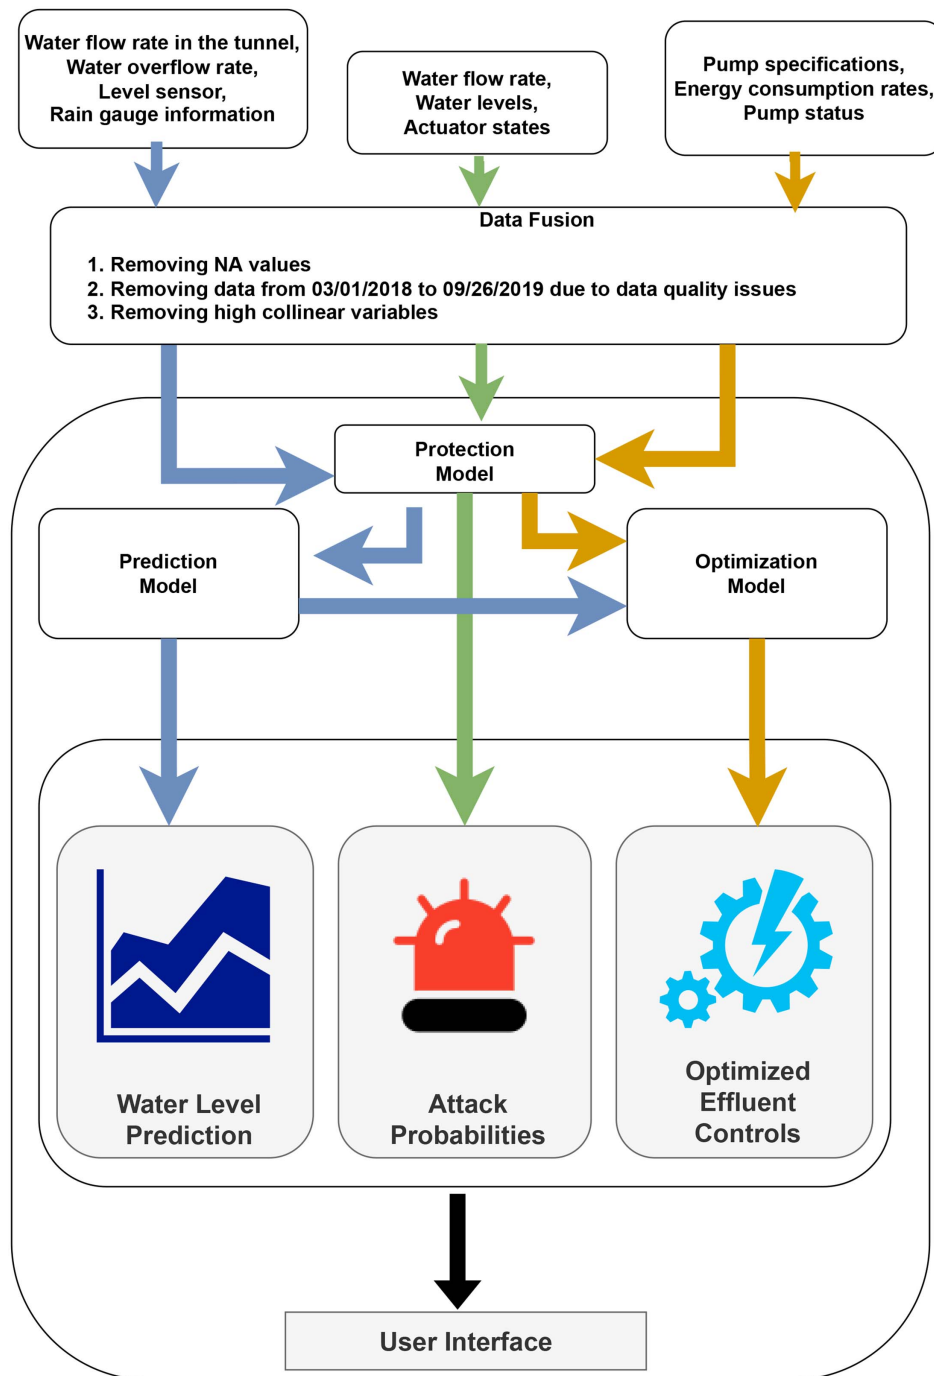 Water flow rate in the tunnel,
Water overflow rate,
Level sensor,
Rain gauge information
Water flow rate,
Water levels,
Actuator states
Pump specifications,
Energy consumption rates,
Pump status
Data Fusion
1. Removing NA values
2. Removing data from 03/01/2018 to 09/26/2019 due to data quality issues
3. Removing high collinear variables
Protection
Model
Prediction
Model
Optimization
Model
Water Level
Prediction
Attack
Probabilities
Optimized
Effluent
Controls
User Interface